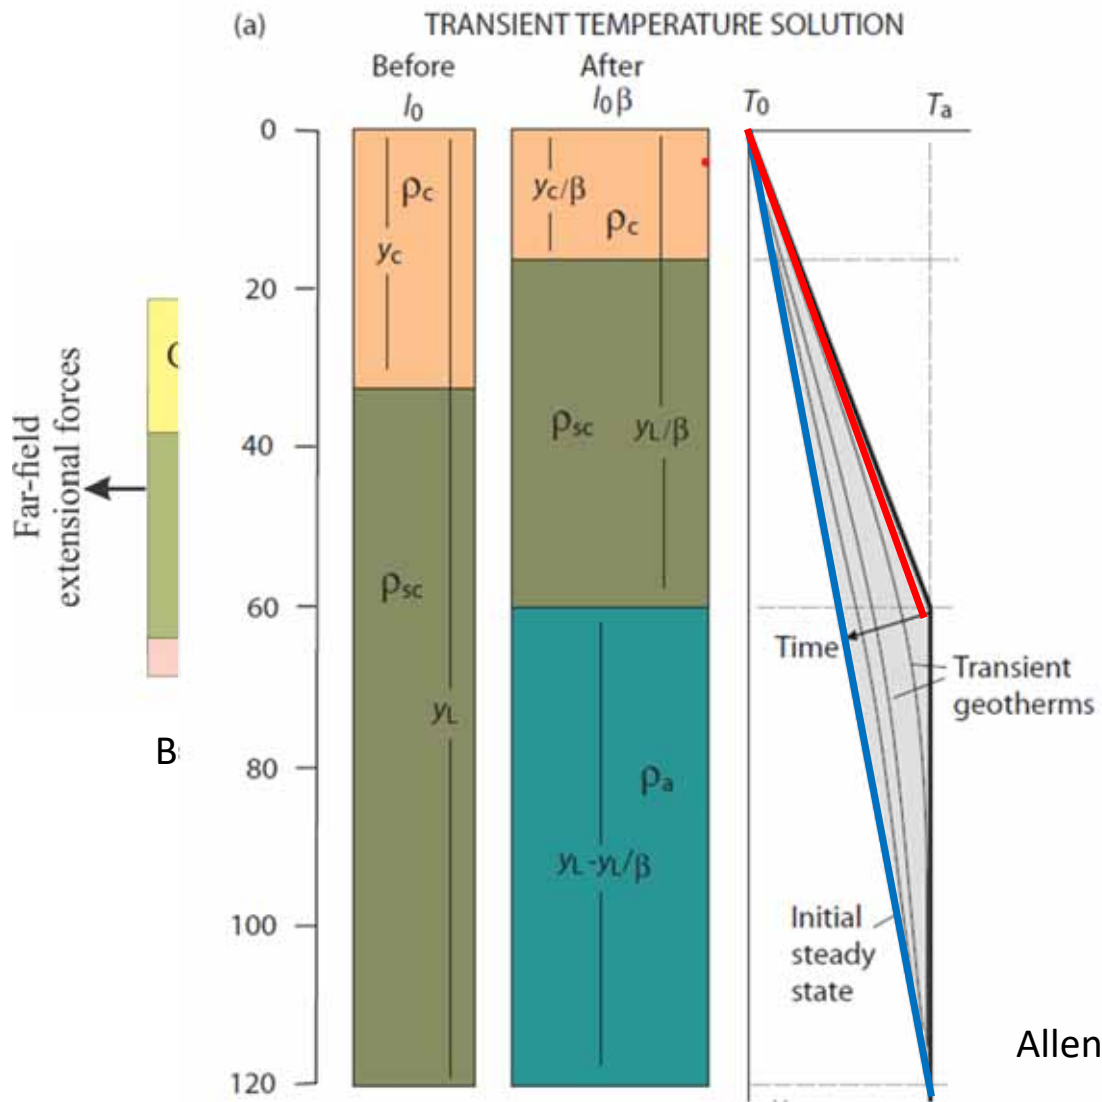 (a)
TRANSIENT TEMPERATURE SOLUTION
Before
l₀
After
l₀β
T₀
Tₐ
0
20
40
60
80
100
120
ρc
yc
ρsc
yL
yc/β
ρc
ρsc
yL/β
ρa
yL-yL/β
Time
Transient
geotherms
Initial
steady
state
Far-field
extensional forces
B
Allen